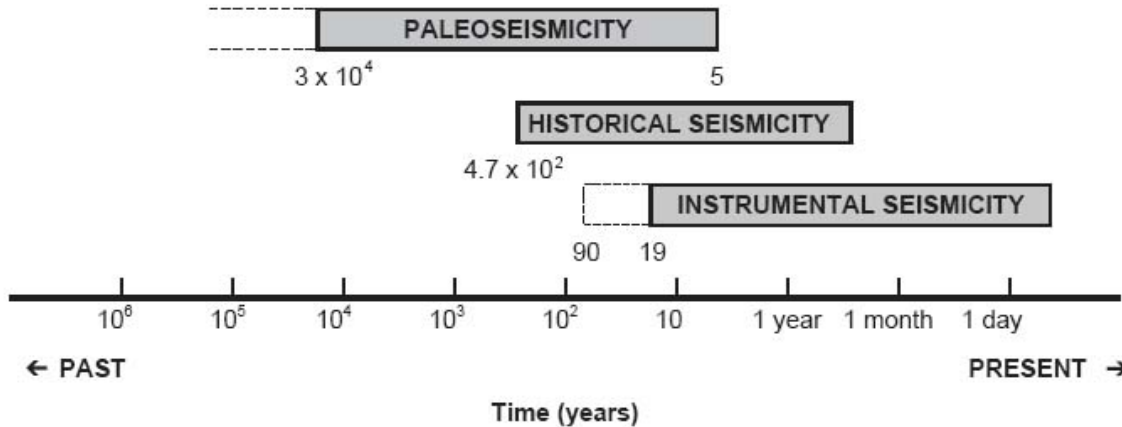 PALEOSEISMICITY
3 x 10⁴ 5
HISTORICAL SEISMICITY
4.7 x 10²
INSTRUMENTAL SEISMICITY
90 19
10⁶ 10⁵ 10⁴ 10³ 10² 10 1 year 1 month 1 day
← PAST PRESENT →
Time (years)